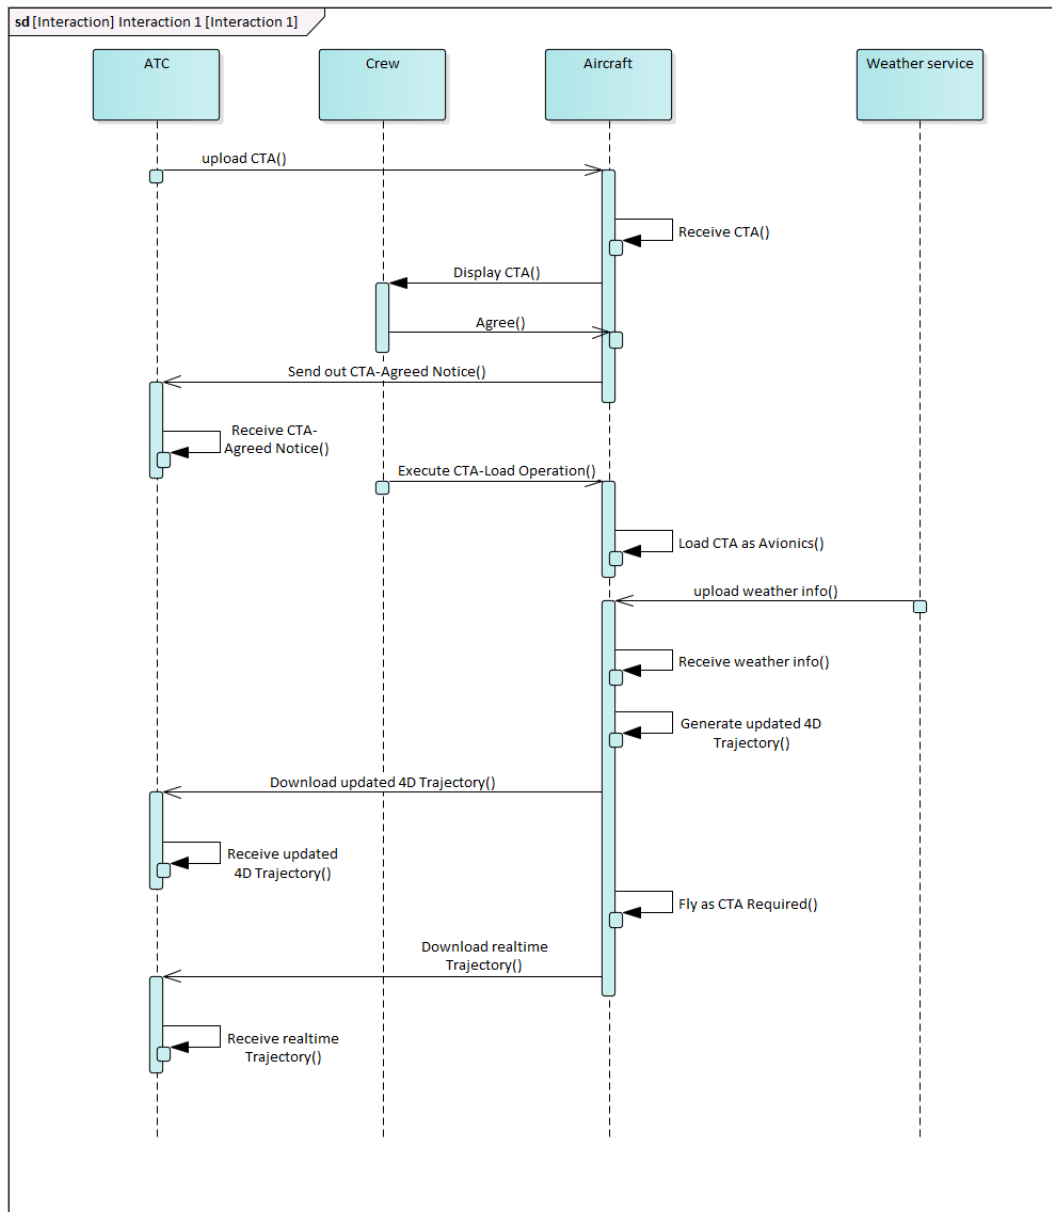 sd [Interaction] Interaction 1 [Interaction 1]
ATC
Crew
Aircraft
Weather service
upload CTA()
Receive CTA()
Display CTA()
Agree()
Send out CTA-Agreed Notice()
Receive CTA-
Agreed Notice()
Execute CTA-Load Operation()
Load CTA as Avionics()
upload weather info()
Receive weather info()
Generate updated 4D
Trajectory()
Download updated 4D Trajectory()
Receive updated
4D Trajectory()
Fly as CTA Required()
Download realtime
Trajectory()
Receive realtime
Trajectory()